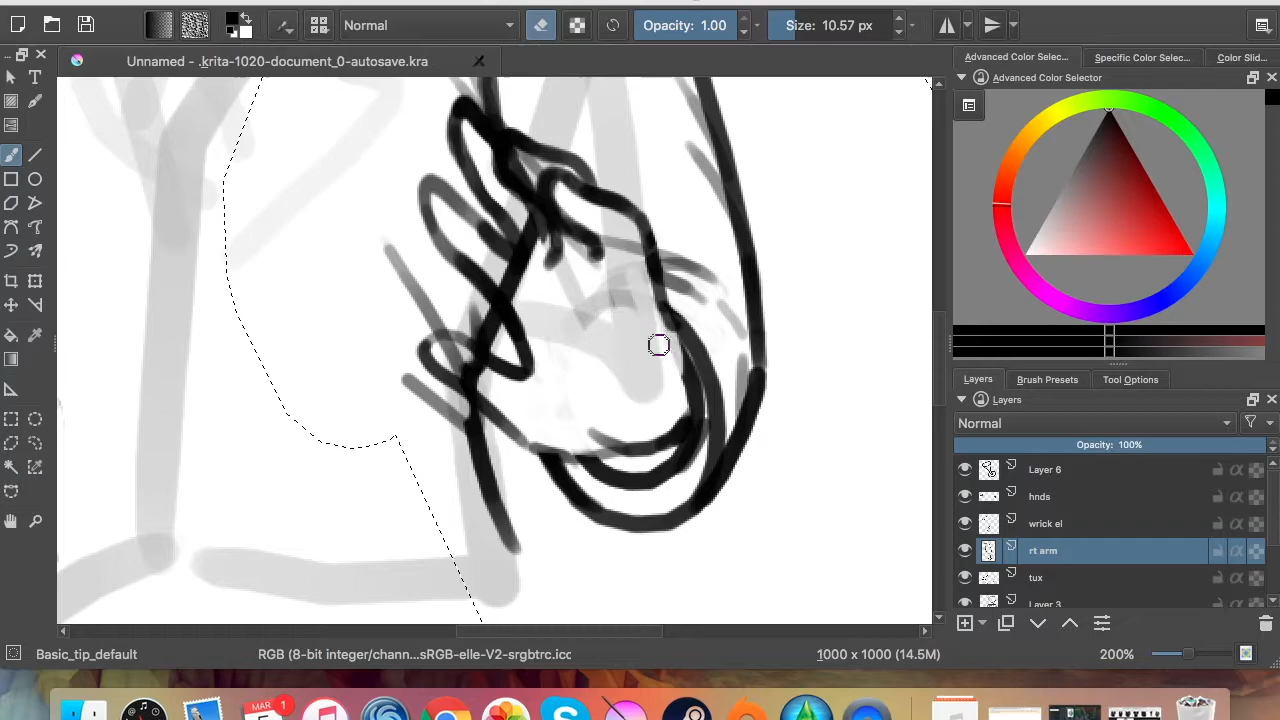 Normal
Opacity: 1.00
Size: 10.57 px
Unnamed - .krita-1020-document_0-autosave.kra
Advanced Color Selec...
Specific Color Selec...
Color Slid...
Advanced Color Selector
Layers
Brush Presets
Tool Options
Layers
Normal
Opacity: 100%
Layer 6
hnds
wrick el
rt arm
tux
Layer 3
Basic_tip_default
RGB (8-bit integer/chann...sRGB-elle-V2-srgbtrc.icc
1000 x 1000 (14.5M)
200%
MAR
1